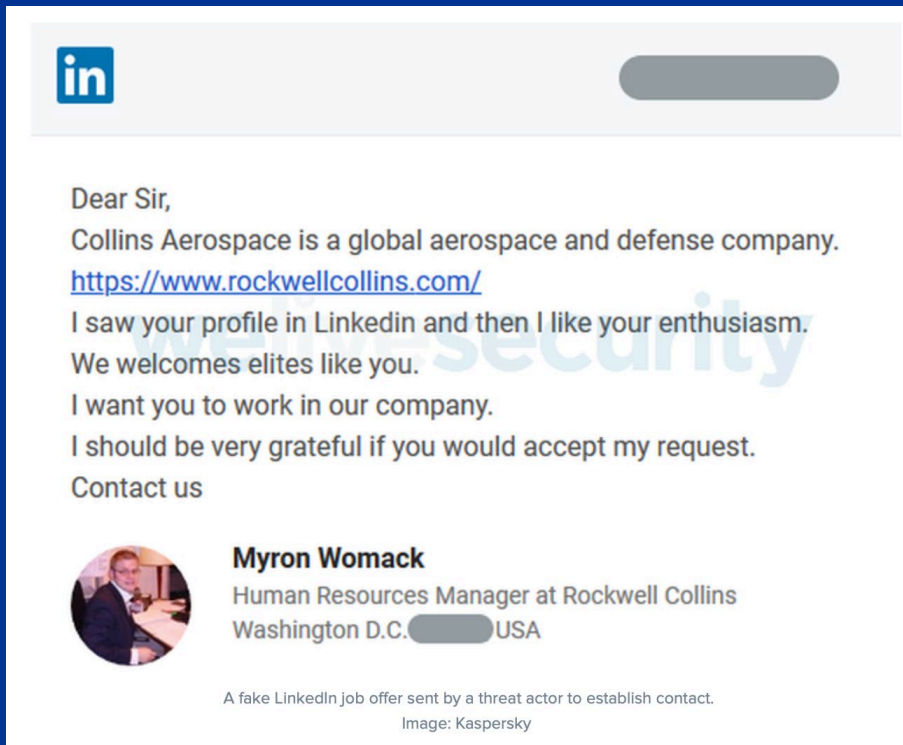 in
Dear Sir,
Collins Aerospace is a global aerospace and defense company.
https://www.rockwellcollins.com/
I saw your profile in Linkedin and then I like your enthusiasm.
We welcomes elites like you.
I want you to work in our company.
I should be very grateful if you would accept my request.
Contact us
welivesecurity
Myron Womack
Human Resources Manager at Rockwell Collins
Washington D.C. USA
A fake LinkedIn job offer sent by a threat actor to establish contact.
Image: Kaspersky